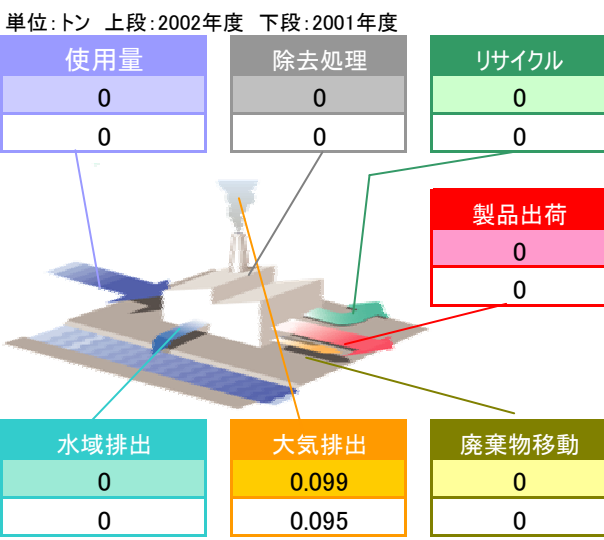 単位:トン 上段:2002年度 下段:2001年度
使用量 除去処理 リサイクル
0 0 0
0 0 0
製品出荷
0
0
水域排出 大気排出 廃棄物移動
0 0.099 0
0 0.095 0